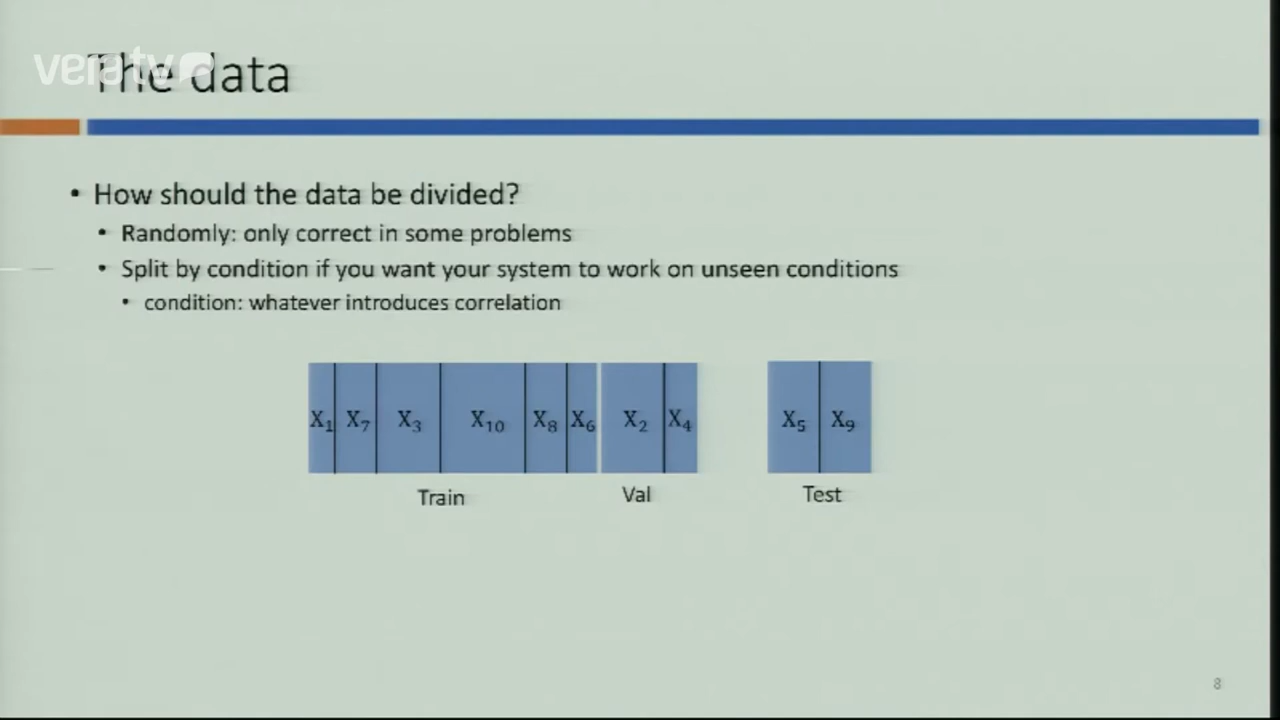 vera tv
The data
• How should the data be divided?
• Randomly: only correct in some problems
• Split by condition if you want your system to work on unseen conditions
• condition: whatever introduces correlation
X₁ X₇ X₃ X₁₀ X₈ X₆ X₂ X₄ X₅ X₉
Train Val Test
8